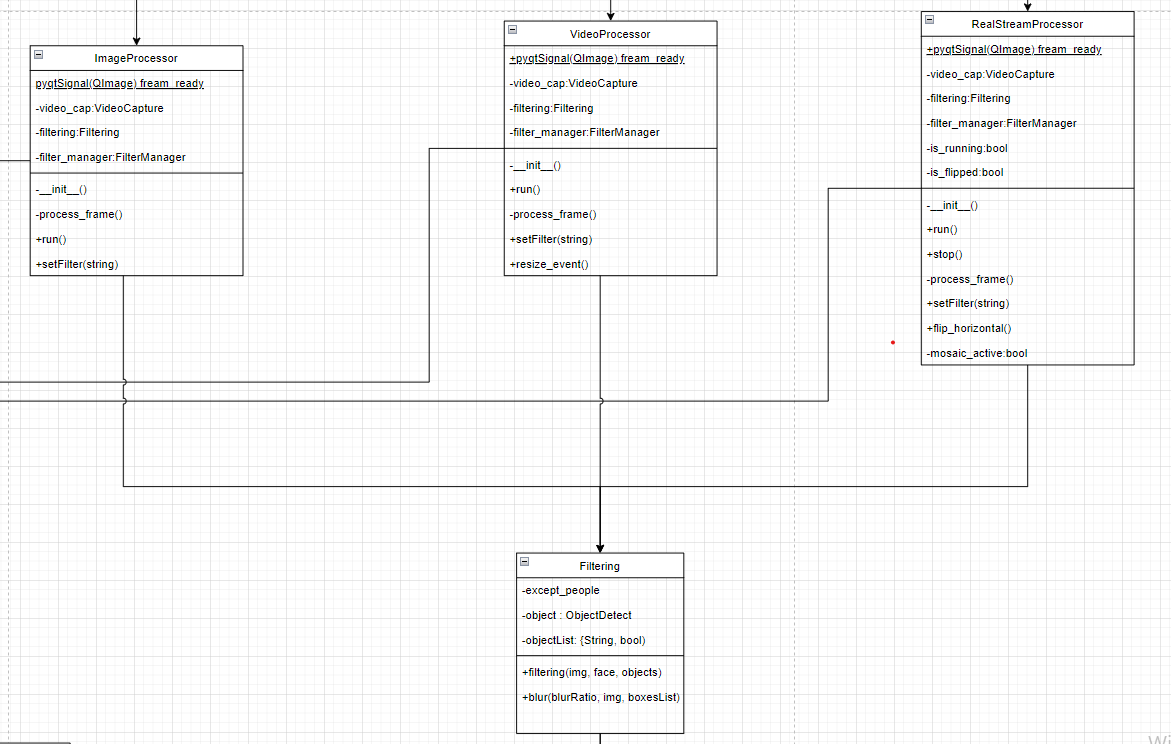 ImageProcessor
pyqtSignal(QImage) fream_ready
-video_cap:VideoCapture
-filtering:Filtering
-filter_manager:FilterManager
-__init__()
-process_frame()
+run()
+setFilter(string)
VideoProcessor
+pyqtSignal(QImage) fream_ready
-video_cap:VideoCapture
-filtering:Filtering
-filter_manager:FilterManager
-__init__()
+run()
-process_frame()
+setFilter(string)
+resize_event()
RealStreamProcessor
+pyqtSignal(QImage) fream_ready
-video_cap:VideoCapture
-filtering:Filtering
-filter_manager:FilterManager
-is_running:bool
-is_flipped:bool
-__init__()
+run()
+stop()
-process_frame()
+setFilter(string)
+flip_horizontal()
-mosaic_active:bool
Filtering
-except_people
-object : ObjectDetect
-objectList: {String, bool)
+filtering(img, face, objects)
+blur(blurRatio, img, boxesList)